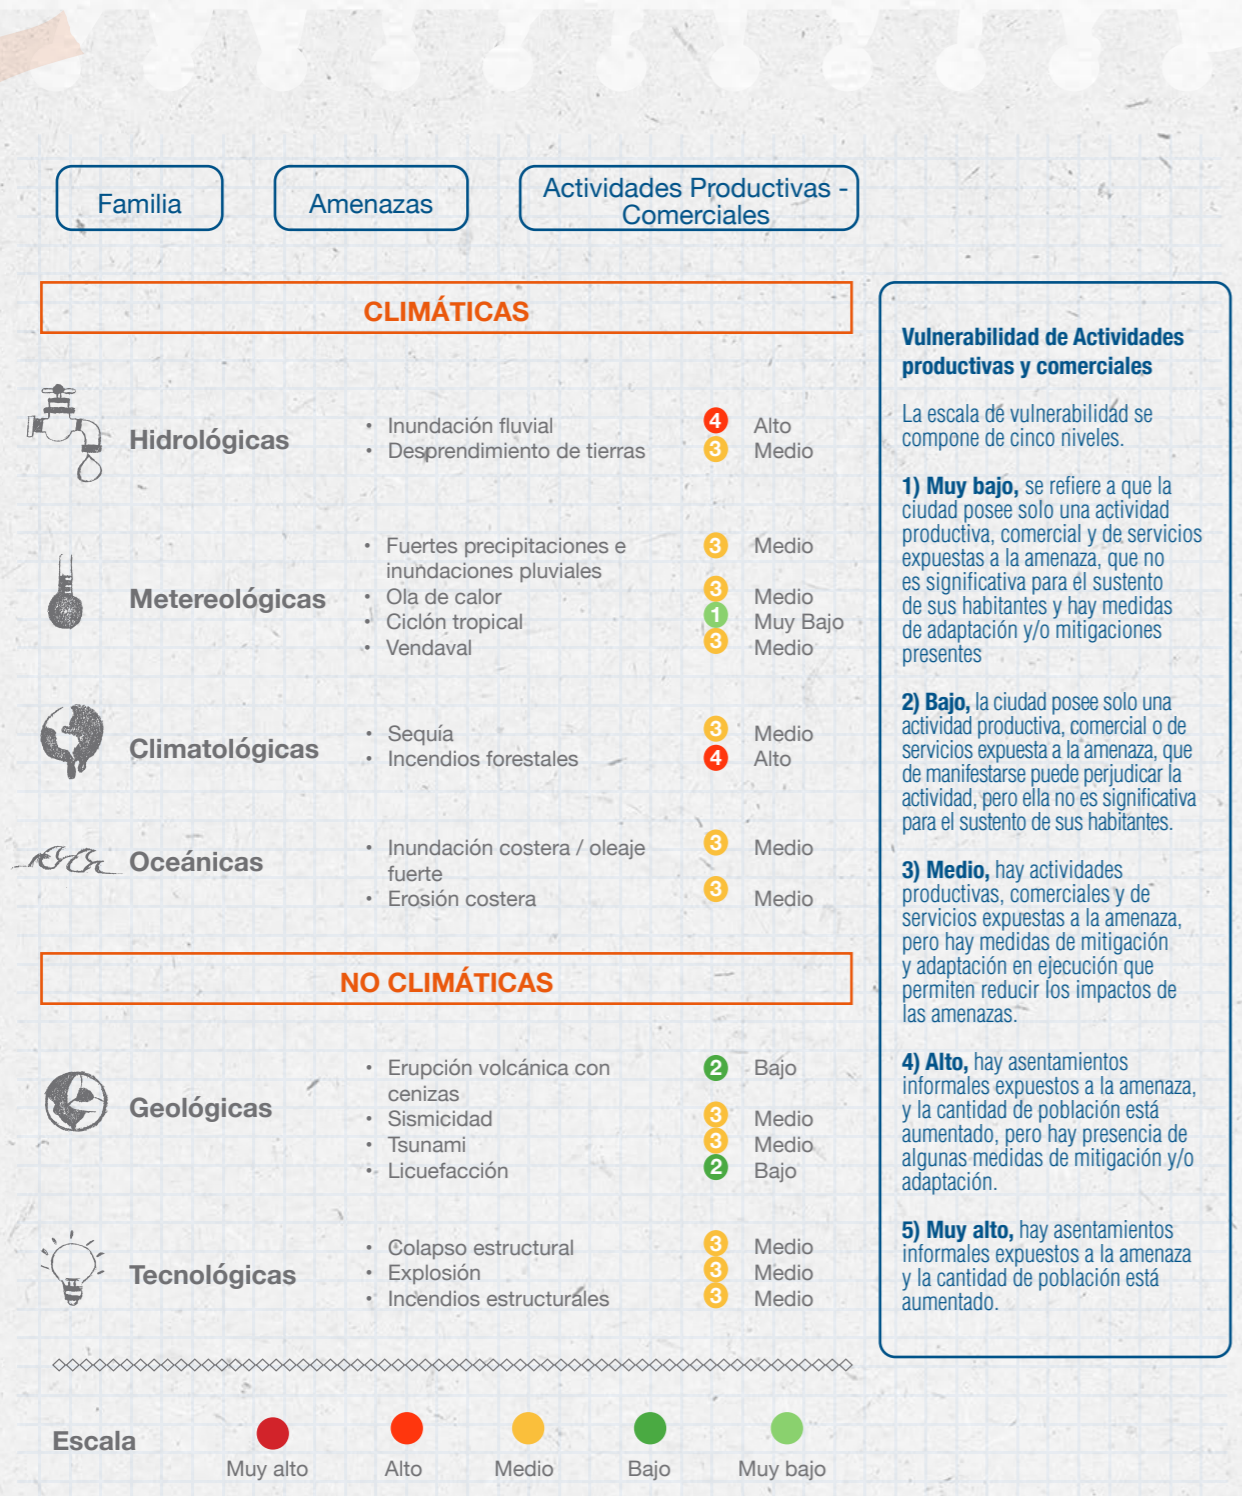 Familia
Amenazas
Actividades Productivas -
Comerciales
CLIMÁTICAS
Hidrológicas
• Inundación fluvial 4 Alto
• Desprendimiento de tierras 3 Medio
Metereológicas
• Fuertes precipitaciones e 3 Medio
inundaciones pluviales
• Ola de calor 3 Medio
• Ciclón tropical 1 Muy Bajo
• Vendaval 3 Medio
Climatológicas
• Sequía 3 Medio
• Incendios forestales 4 Alto
Oceánicas
• Inundación costera / oleaje 3 Medio
fuerte
• Erosión costera 3 Medio
NO CLIMÁTICAS
Geológicas
• Erupción volcánica con 2 Bajo
cenizas
• Sismicidad 3 Medio
• Tsunami 3 Medio
• Licuefacción 2 Bajo
Tecnológicas
• Colapso estructural 3 Medio
• Explosión 3 Medio
• Incendios estructurales 3 Medio
Escala
Muy alto
Alto
Medio
Bajo
Muy bajo
Vulnerabilidad de Actividades
productivas y comerciales
La escala de vulnerabilidad se
compone de cinco niveles.
1) Muy bajo, se refiere a que la
ciudad posee solo una actividad
productiva, comercial y de servicios
expuestas a la amenaza, que no
es significativa para el sustento
de sus habitantes y hay medidas
de adaptación y/o mitigaciones
presentes
2) Bajo, la ciudad posee solo una
actividad productiva, comercial o de
servicios expuesta a la amenaza, que
de manifestarse puede perjudicar la
actividad, pero ella no es significativa
para el sustento de sus habitantes.
3) Medio, hay actividades
productivas, comerciales y de
servicios expuestas a la amenaza,
pero hay medidas de mitigación
y adaptación en ejecución que
permiten reducir los impactos de
las amenazas.
4) Alto, hay asentamientos
informales expuestos a la amenaza,
y la cantidad de población está
aumentado, pero hay presencia de
algunas medidas de mitigación y/o
adaptación.
5) Muy alto, hay asentamientos
informales expuestos a la amenaza
y la cantidad de población está
aumentado.